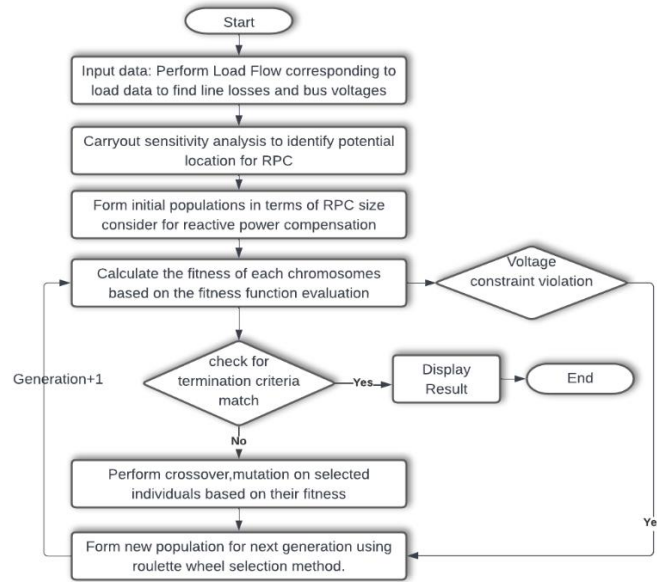 Start
Input data: Perform Load Flow corresponding to
load data to find line losses and bus voltages
Carryout sensitivity analysis to identify potential
location for RPC
Form initial populations in terms of RPC size
consider for reactive power compensation
Calculate the fitness of each chromosomes
based on the fitness function evaluation
Voltage
constraint violation
check for
termination criteria
match
Yes
Display
Result
End
Generation+1
No
Perform crossover,mutation on selected
individuals based on their fitness
Ye
Form new population for next generation using
roulette wheel selection method.